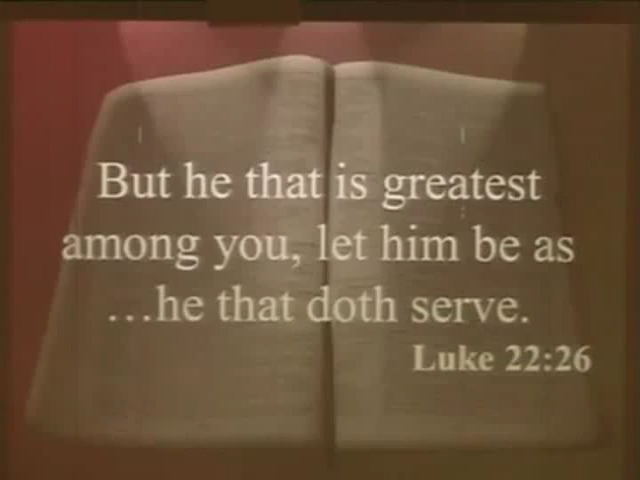 But he that is greatest
among you, let him be as
…he that doth serve.
Luke 22:26